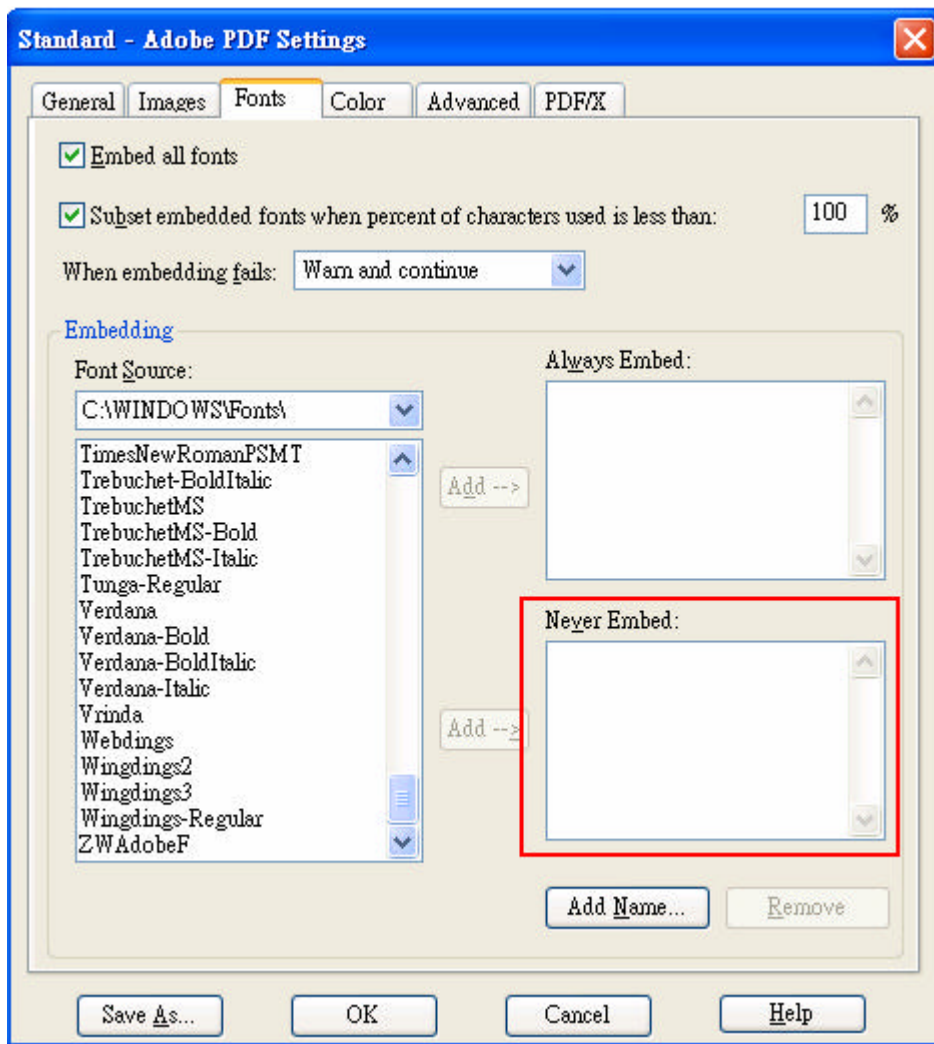 Standard - Adobe PDF Settings
General Images Fonts Color Advanced PDF/X
Embed all fonts
Subset embedded fonts when percent of characters used is less than: 100 %
When embedding fails: Warn and continue
Embedding
Font Source:
C:\WINDOWS\Fonts\
TimesNewRomanPSMT
Trebuchet-BoldItalic
TrebuchetMS
TrebuchetMS-Bold
TrebuchetMS-Italic
Tunga-Regular
Verdana
Verdana-Bold
Verdana-BoldItalic
Verdana-Italic
Vrinda
Webdings
Wingdings2
Wingdings3
Wingdings-Regular
ZWAdobeF
Add -->
Add -->
Always Embed:
Never Embed:
Add Name... Remove
Save As... OK Cancel Help